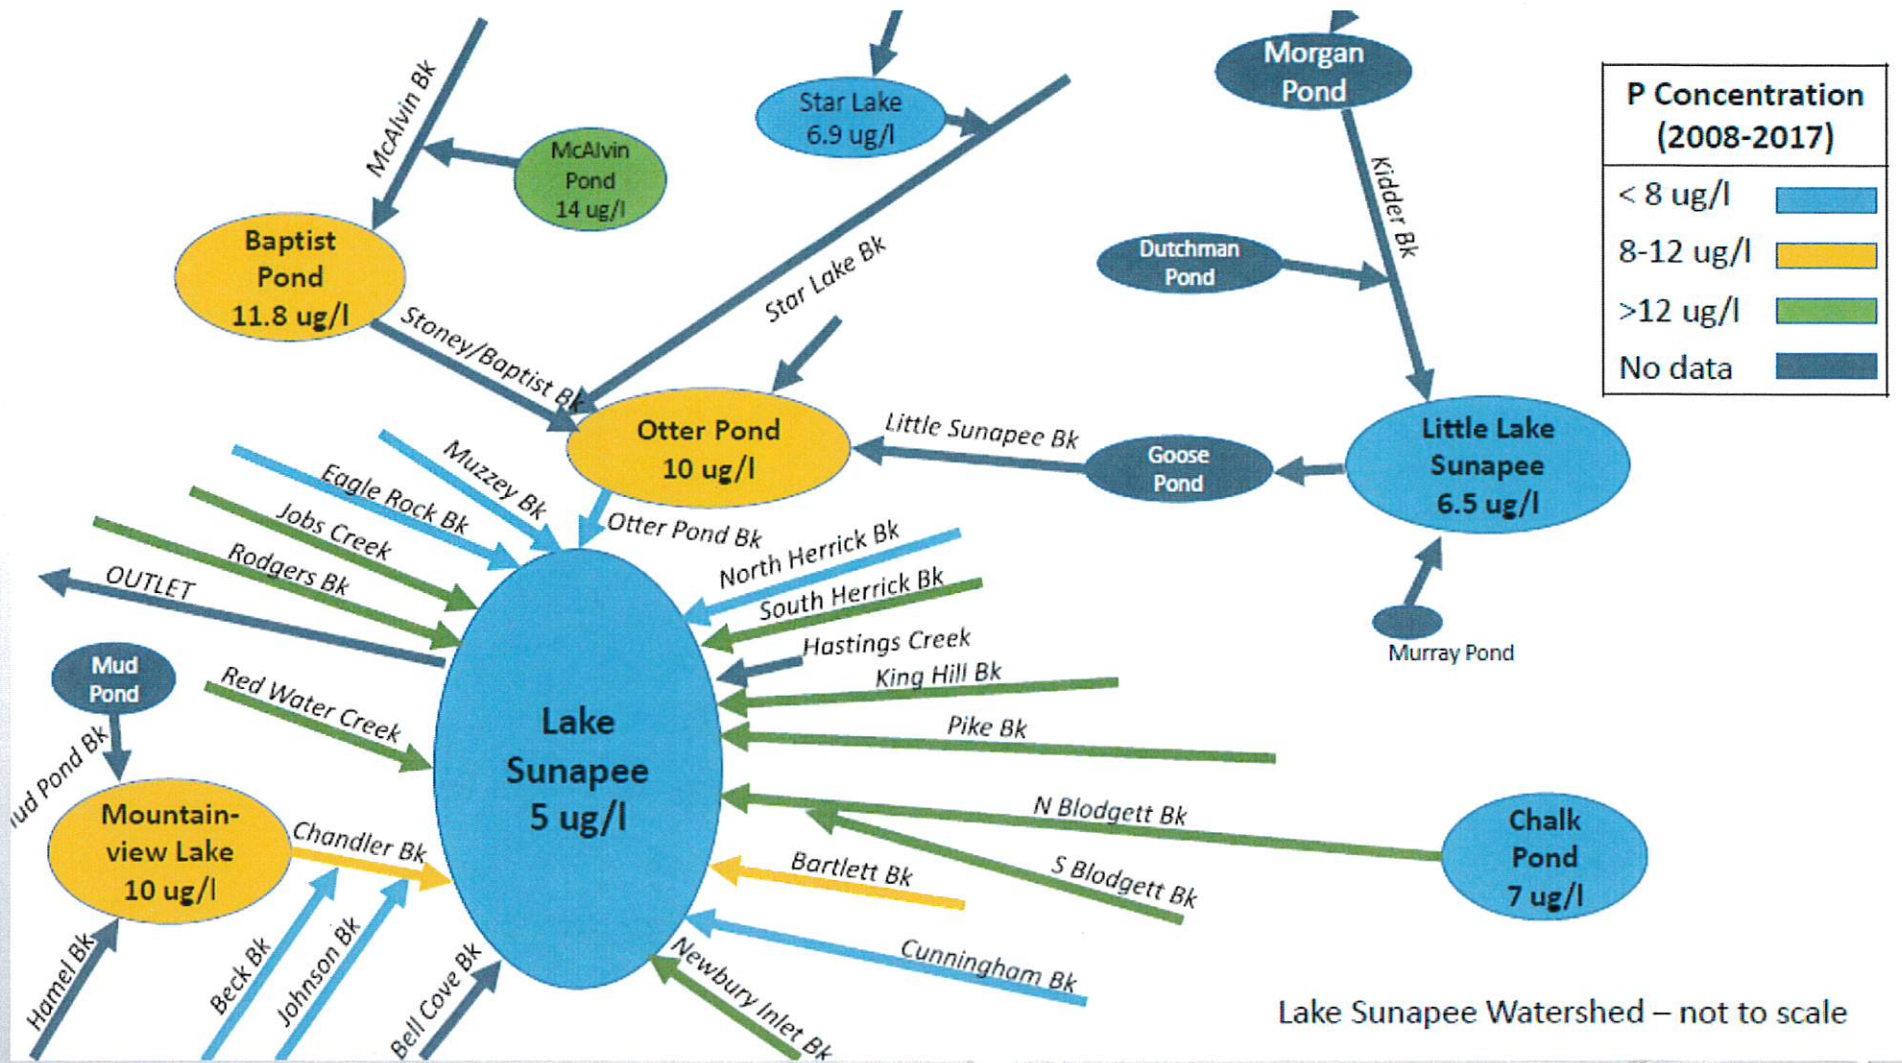 McAlvin Bk
Star Lake
6.9 ug/l
Morgan
Pond
P Concentration
(2008-2017)
< 8 ug/l
8-12 ug/l
>12 ug/l
No data
McAlvin
Pond
14 ug/l
Kidder Bk
Baptist
Pond
11.8 ug/l
Dutchman
Pond
Star Lake Bk
Stoney/Baptist Bk
Otter Pond
10 ug/l
Little Sunapee Bk
Goose
Pond
Little Lake
Sunapee
6.5 ug/l
Muzzey Bk
Eagle Rock Bk
Jobs Creek
Rodgers Bk
OUTLET
Otter Pond Bk
North Herrick Bk
South Herrick Bk
Hastings Creek
King Hill Bk
Murray Pond
Mud
Pond
Red Water Creek
Pike Bk
Lake
Sunapee
5 ug/l
ud Pond Bk
Mountain-
view Lake
10 ug/l
Chandler Bk
N Blodgett Bk
S Blodgett Bk
Chalk
Pond
7 ug/l
Bartlett Bk
Cunningham Bk
Hamel Bk
Beck Bk
Johnson Bk
Bell Cove Bk
Newbury Inlet Bk
Lake Sunapee Watershed – not to scale